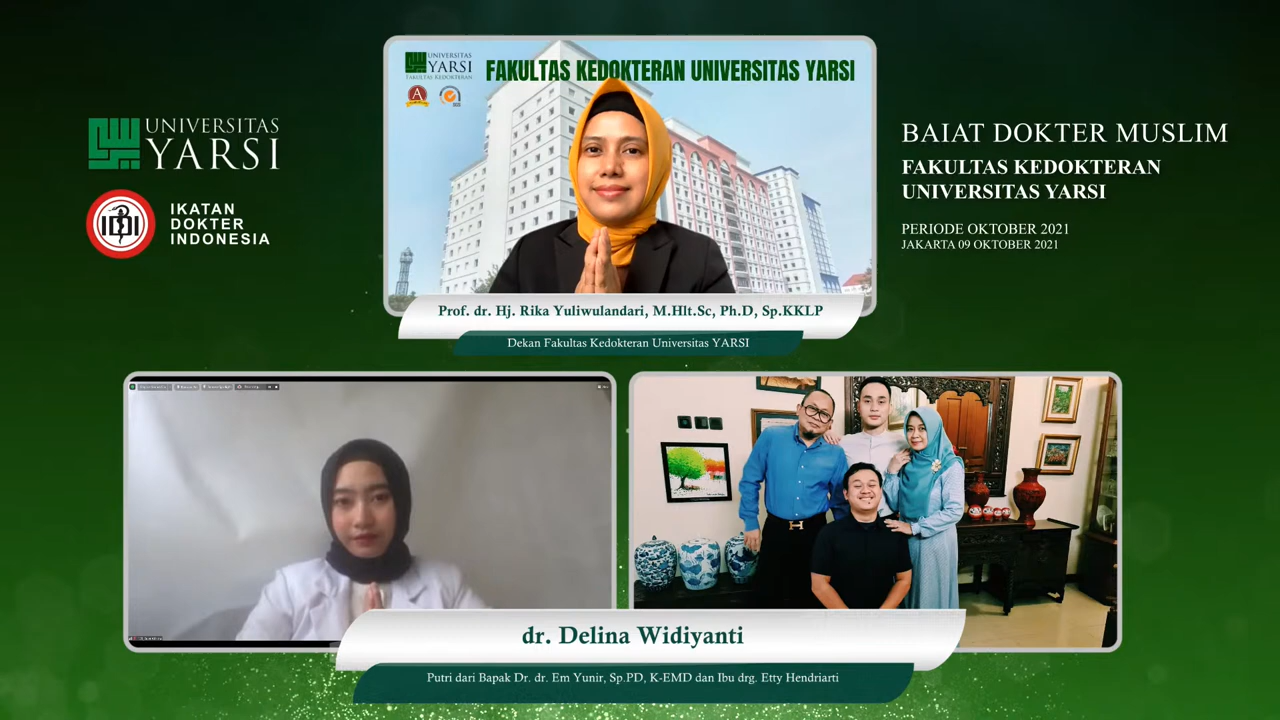 UNIVERSITAS
YARSI
IDI
IKATAN
DOKTER
INDONESIA
UNIVERSITAS
YARSI
FAKULTAS KEDOKTERAN
A
FAKULTAS KEDOKTERAN UNIVERSITAS YARSI
BAIAT DOKTER MUSLIM
FAKULTAS KEDOKTERAN
UNIVERSITAS YARSI
PERIODE OKTOBER 2021
JAKARTA 09 OKTOBER 2021
Prof. dr. Hj. Rika Yuliwulandari, M.Hlt.Sc, Ph.D, Sp.KKLP
Dekan Fakultas Kedokteran Universitas YARSI
dr. Delina Widiyanti
Putri dari Bapak Dr. dr. Em Yunir, Sp.PD, K-EMD dan Ibu drg. Etty Hendriarti